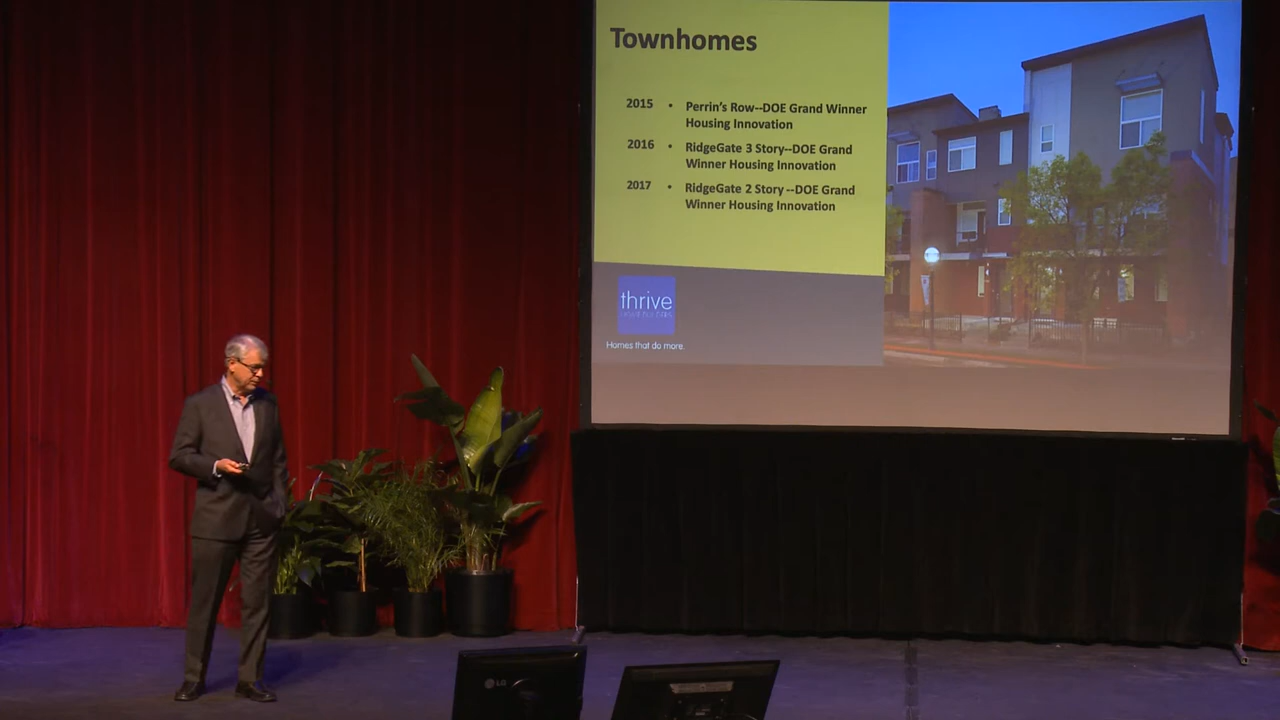 Townhomes
2015 • Perrin's Row--DOE Grand Winner
Housing Innovation
2016 • RidgeGate 3 Story--DOE Grand
Winner Housing Innovation
2017 • RidgeGate 2 Story --DOE Grand
Winner Housing Innovation
thrive
Homes that do more.
LG